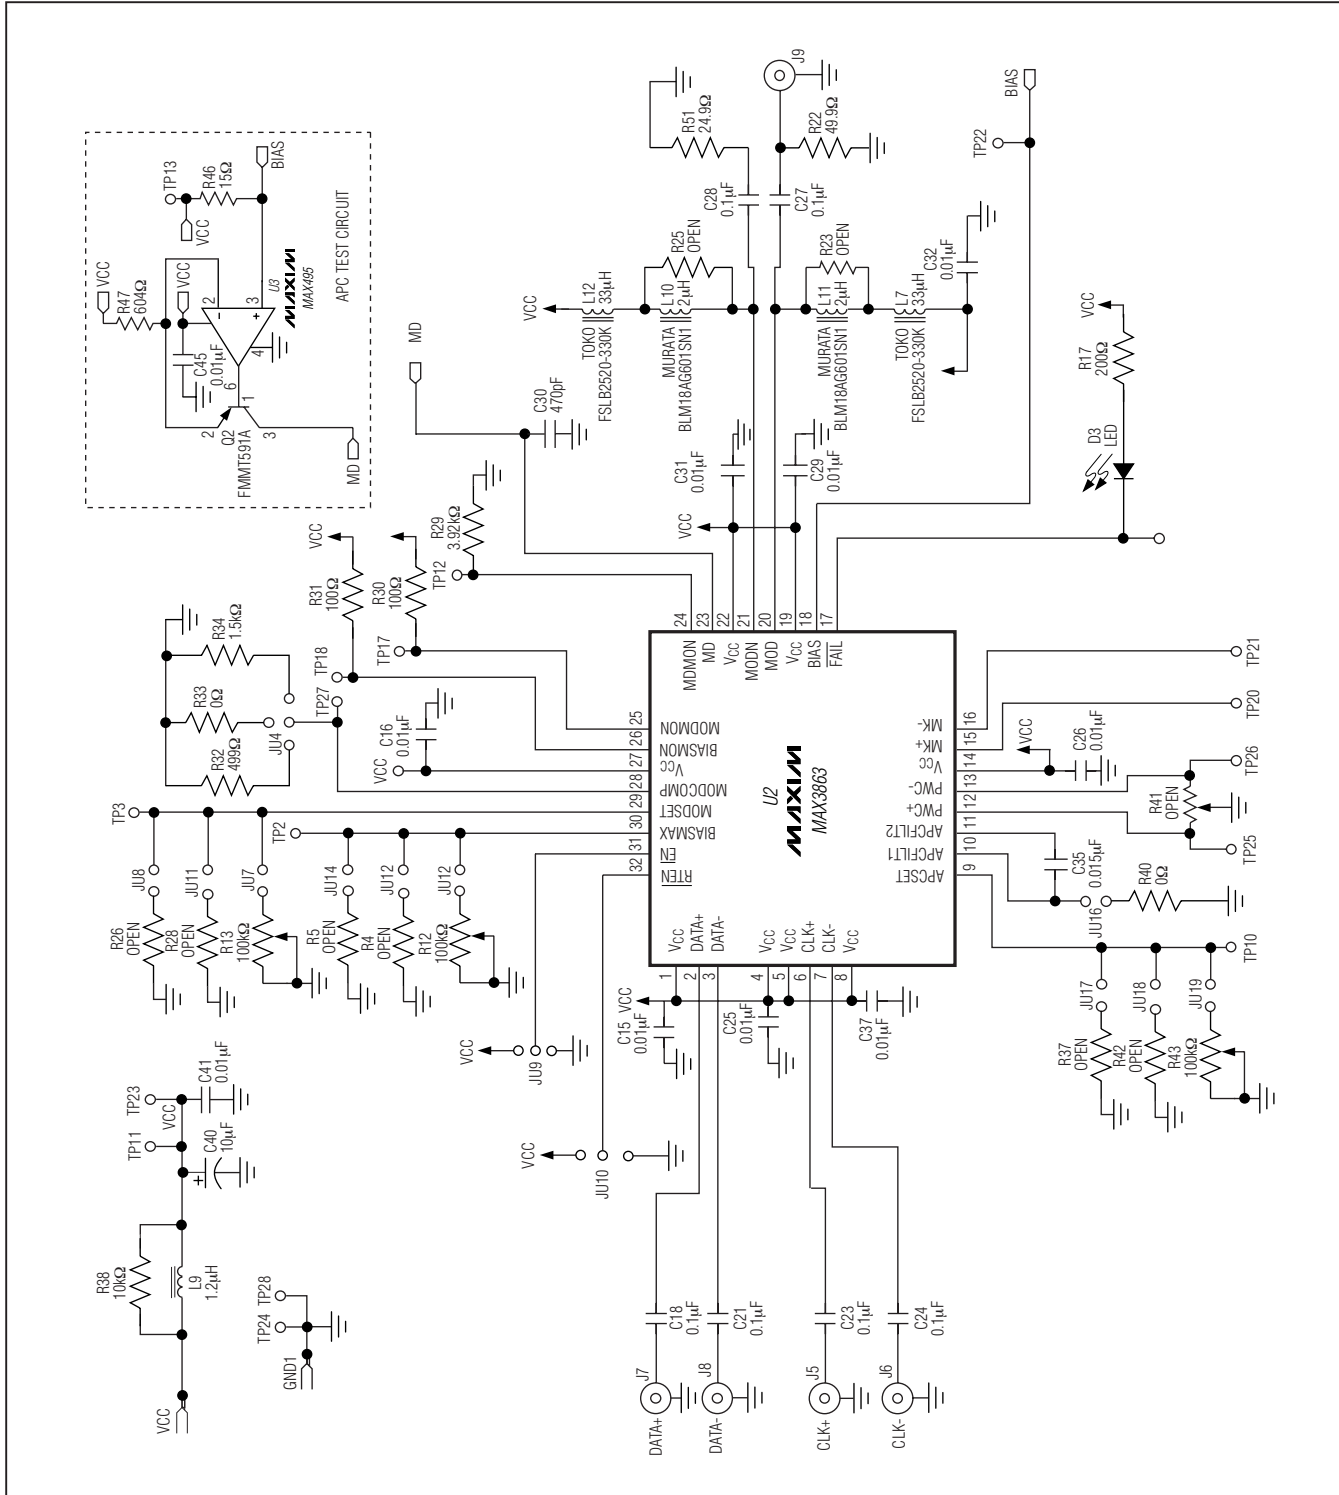 VCC
R38
10kΩ
L9
1.2μH
TP11
TP23
VCC
C40
10μF
+
C41
0.01μF
GND1
TP24
TP28
R26
OPEN
JU8
TP3
R28
OPEN
JU11
R13
100kΩ
JU7
R5
OPEN
JU14
TP2
R4
OPEN
JU12
R12
100kΩ
JU12
VCC
JU9
VCC
JU10
R32
499Ω
R33
0Ω
R34
1.5kΩ
JU4
TP27
TP18
TP17
VCC
C16
0.01μF
R31
100Ω
VCC
R30
100Ω
TP12
R29
3.92kΩ
APC TEST CIRCUIT
VCC
R47
604Ω
VCC
C45
0.01μF
2
3
4
6
−
+
U3
MAXIM
MAX495
TP13
VCC
R46
15Ω
BIAS
Q2
FMMT591A
1
2
3
MD
MD
C30
470pF
VCC
TOKO
FSLB2520-330K
L12
33μH
MURATA
BLM18AG601SN1
L10
2μH
R25
OPEN
C28
0.1μF
R51
24.9Ω
C31
0.01μF
VCC
C29
0.01μF
C27
0.1μF
J9
R22
49.9Ω
MURATA
BLM18AG601SN1
L11
2μH
R23
OPEN
TOKO
FSLB2520-330K
L7
33μH
C32
0.01μF
TP22
BIAS
D3
LED
R17
200Ω
VCC
U2
MAXIM
MAX3863
1
VCC
2
DATA+
3
DATA-
4
VCC
5
VCC
6
CLK+
7
CLK-
8
VCC
9
APCSET
10
APCFILT1
11
APCFILT2
12
PWC+
13
PWC-
14
VCC
15
MK+
16
MK-
17
FAIL
18
BIAS
19
VCC
20
MOD
21
MODN
22
VCC
23
MD
24
MDMON
25
MODMON
26
BIASMON
27
VCC
28
MODCOMP
29
MODSET
30
BIASMAX
31
EN
32
RTEN
VCC
C15
0.01μF
C25
0.01μF
C37
0.01μF
DATA+
J7
C18
0.1μF
DATA-
J8
C21
0.1μF
CLK+
J5
C23
0.1μF
CLK-
J6
C24
0.1μF
R37
OPEN
JU17
R42
OPEN
JU18
R43
100kΩ
JU19
TP10
JU16
R40
0Ω
C35
0.015μF
R41
OPEN
TP25
TP26
VCC
C26
0.01μF
TP20
TP21